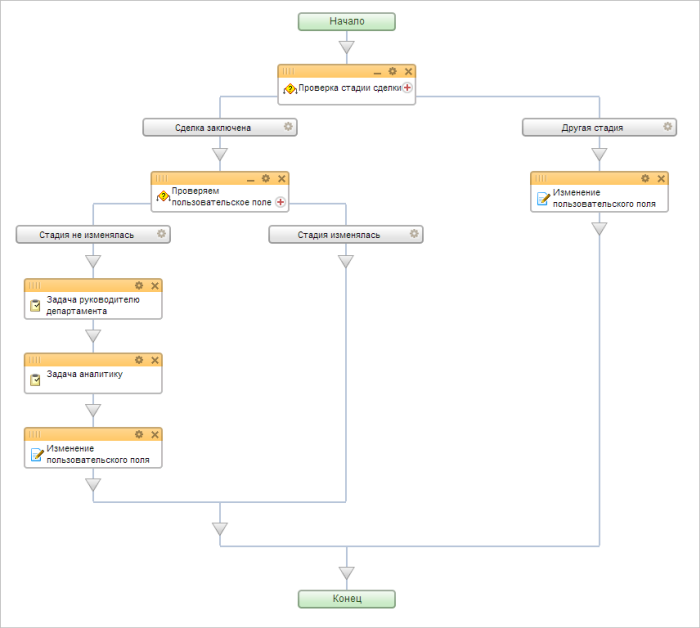 Начало
Проверка стадии сделки
Сделка заключена
Другая стадия
Проверяем
пользовательское поле
Изменение
пользовательского поля
Стадия не изменялась
Стадия изменялась
Задача руководителю
департамента
Задача аналитику
Изменение
пользовательского поля
Конец